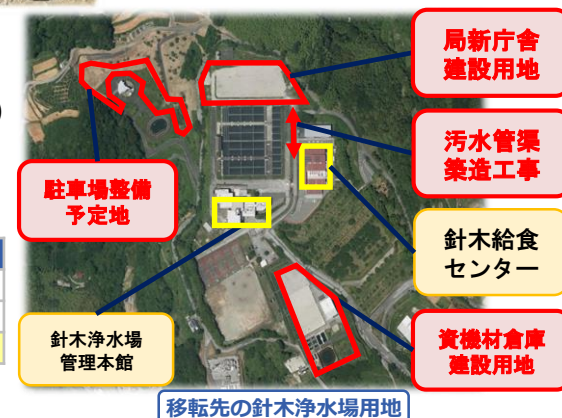 局新庁舎
建設用地
汚水管渠
築造工事
駐車場整備
予定地
針木給食
センター
針木浄水場
管理本館
資機材倉庫
建設用地
移転先の針木浄水場用地